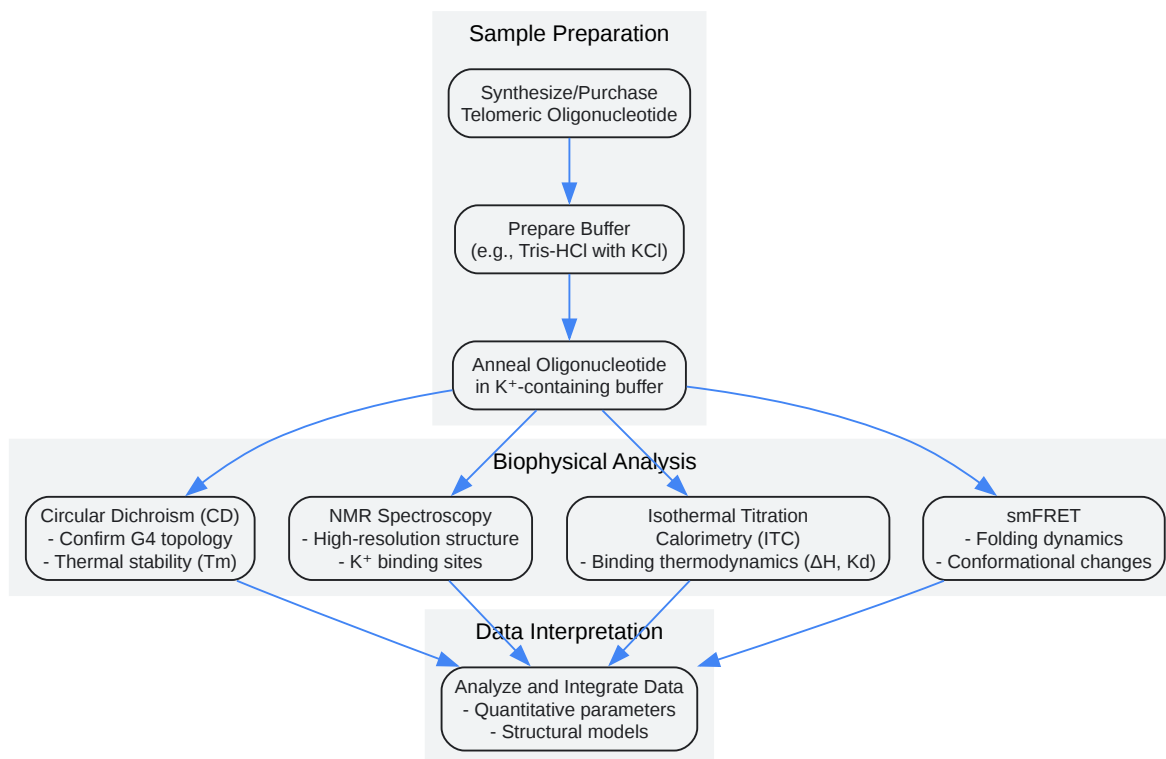 Sample Preparation
Synthesize/Purchase
Telomeric Oligonucleotide
Prepare Buffer
(e.g., Tris-HCl with KCl)
Anneal Oligonucleotide
in K⁺-containing buffer
Biophysical Analysis
Circular Dichroism (CD)
- Confirm G4 topology
- Thermal stability (Tm)
NMR Spectroscopy
- High-resolution structure
- K⁺ binding sites
Isothermal Titration
Calorimetry (ITC)
- Binding thermodynamics (ΔH, Kd)
smFRET
- Folding dynamics
- Conformational changes
Data Interpretation
Analyze and Integrate Data
- Quantitative parameters
- Structural models